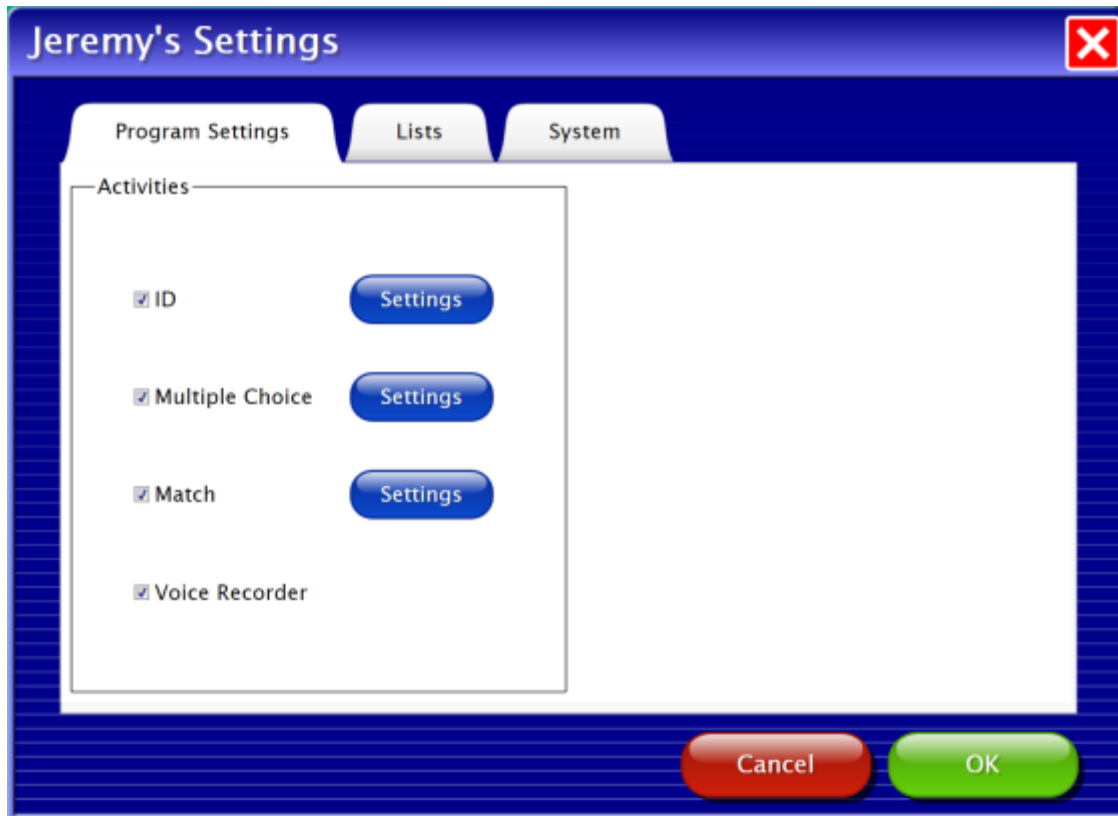 Jeremy's Settings
Program Settings Lists System
Activities
ID Settings
Multiple Choice Settings
Match Settings
Voice Recorder
Cancel OK